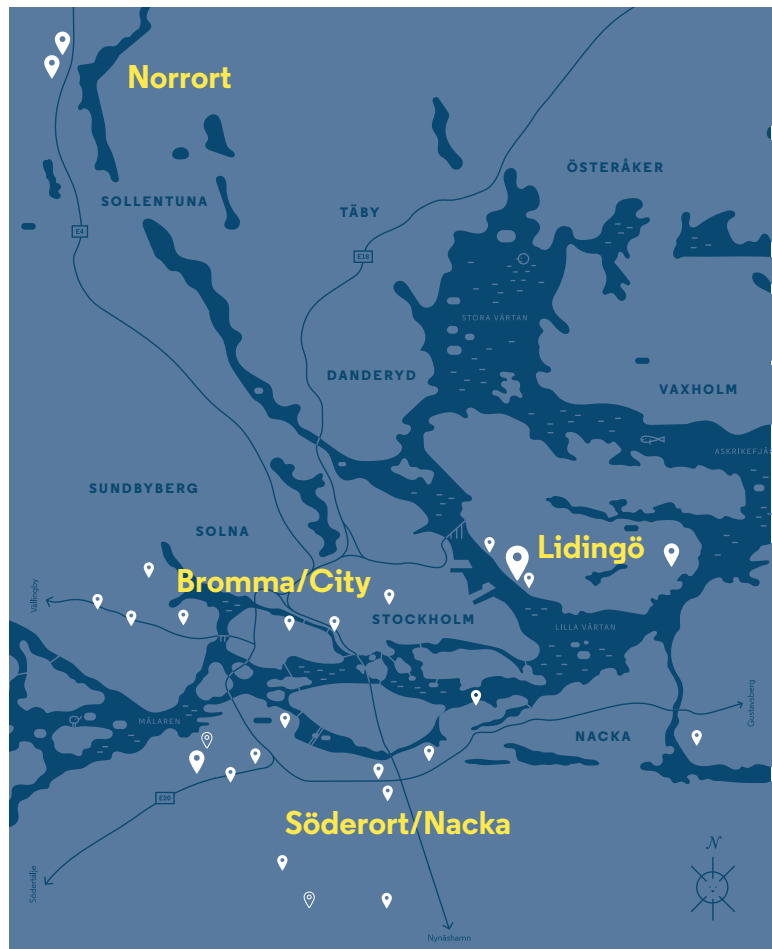 Norrort
ÖSTERÅKER
SOLLENTUNA
TÄBY
E4
E18
STORA VÄRTAN
DANDERYD
VAXHOLM
ASKRIKEFJÄ
SUNDBYBERG
SOLNA
Lidingö
Bromma/City
Vällingby
STOCKHOLM
LILLA VÄRTAN
Gustavsberg
MÄLAREN
NACKA
E20
Söderort/Nacka
N
Södertälje
Nynäshamn